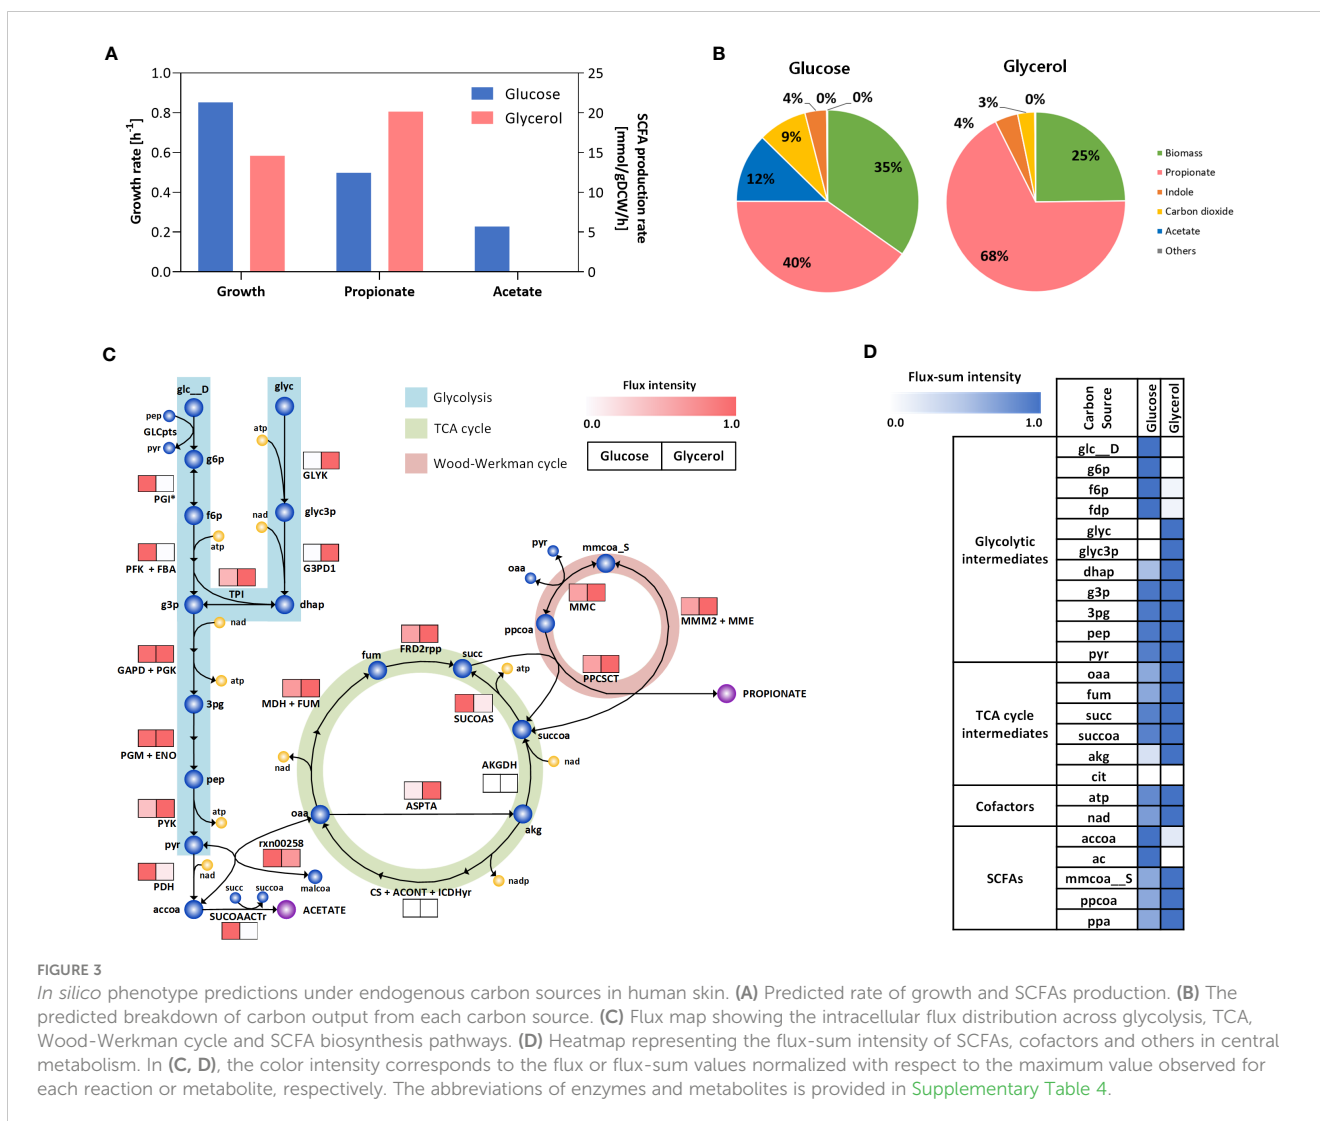 A
1.0
0.8
0.6
0.4
0.2
0.0
Growth rate [h-1]
Glucose
Glycerol
25
20
15
10
5
0
SCFA production rate
[mmol/gDCW/h]
Growth
Propionate
Acetate
B
Glucose
4%
0%
0%
9%
12%
35%
40%
Glycerol
3%
0%
4%
25%
68%
Biomass
Propionate
Indole
Carbon dioxide
Acetate
Others
C
glc__D
glyc
pep
GLCpts
pyr
g6p
PGI*
f6p
atp
PFK + FBA
TPI
g3p
dhap
atp
GLYK
glyc3p
nad
G3PD1
nad
GAPD + PGK
atp
3pg
PGM + ENO
pep
atp
PYK
pyr
nad
PDH
accoa
rxn00258
malcoa
succ
succoa
SUCOAACTr
ACETATE
Glycolysis
TCA cycle
Wood-Werkman cycle
Flux intensity
0.0
1.0
Glucose
Glycerol
pyr
oaa
mmcoa_S
MMC
MMM2 + MME
ppcoa
PPCSCT
PROPIONATE
fum
FRD2rpp
succ
atp
MDH + FUM
SUCOAS
succoa
nad
AKGDH
nad
ASPTA
oaa
akg
nadp
CS + ACONT + ICDHyr
D
Flux-sum intensity
0.0
1.0
Carbon
Source
Glucose
Glycerol
Glycolytic
intermediates
glc__D
g6p
f6p
fdp
glyc
glyc3p
dhap
g3p
3pg
pep
pyr
TCA cycle
intermediates
oaa
fum
succ
succoa
akg
cit
Cofactors
atp
nad
SCFAs
accoa
ac
mmcoa__S
ppcoa
ppa
FIGURE 3
In silico phenotype predictions under endogenous carbon sources in human skin. (A) Predicted rate of growth and SCFAs production. (B) The
predicted breakdown of carbon output from each carbon source. (C) Flux map showing the intracellular flux distribution across glycolysis, TCA,
Wood-Werkman cycle and SCFA biosynthesis pathways. (D) Heatmap representing the flux-sum intensity of SCFAs, cofactors and others in central
metabolism. In (C, D), the color intensity corresponds to the flux or flux-sum values normalized with respect to the maximum value observed for
each reaction or metabolite, respectively. The abbreviations of enzymes and metabolites is provided in Supplementary Table 4.